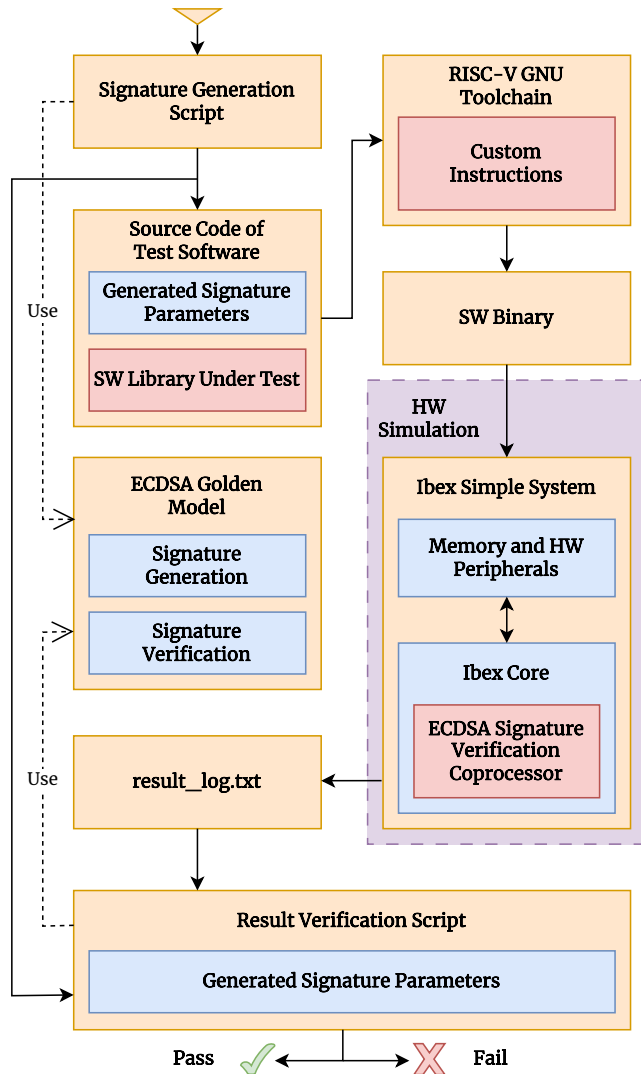 Signature Generation
Script
RISC-V GNU
Toolchain
Custom
Instructions
Source Code of
Test Software
Generated Signature
Parameters
SW Library Under Test
Use
SW Binary
HW
Simulation
ECDSA Golden
Model
Signature
Generation
Signature
Verification
Ibex Simple System
Memory and HW
Peripherals
Ibex Core
ECDSA Signature
Verification
Coprocessor
Use
result_log.txt
Result Verification Script
Generated Signature Parameters
Pass
Fail